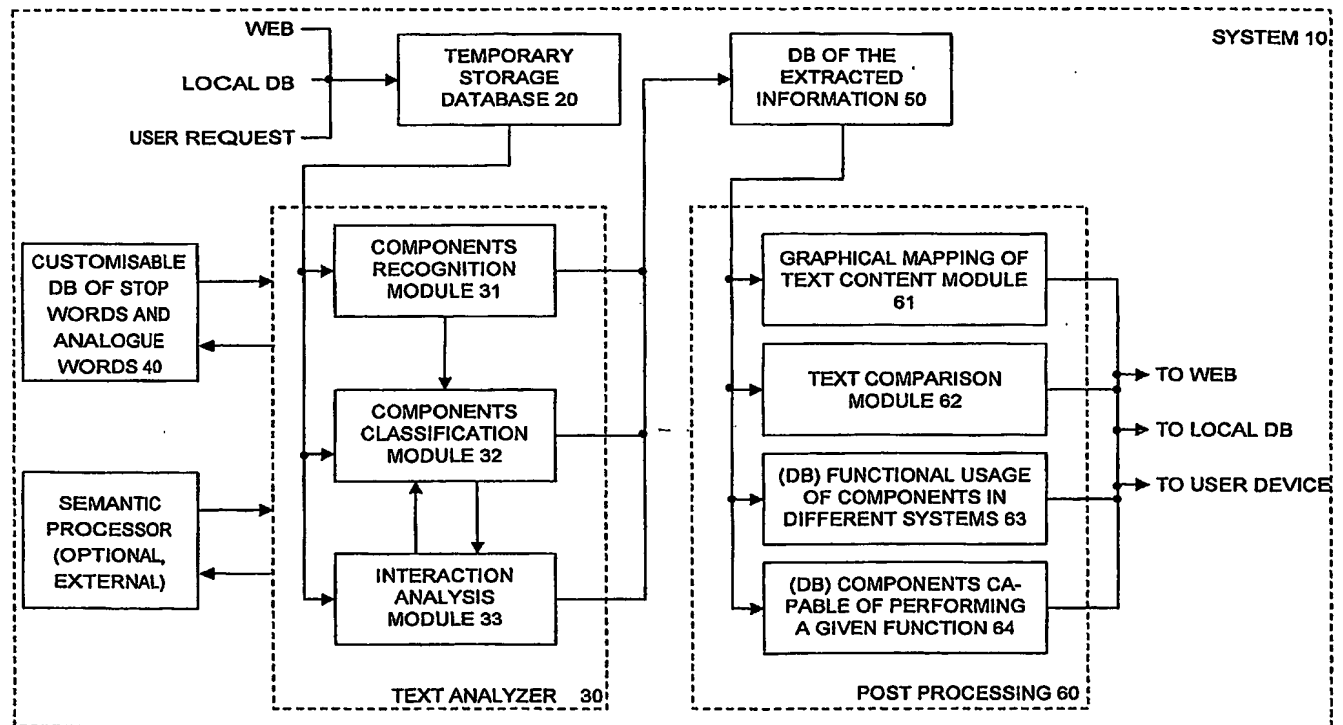 WEB
LOCAL DB
USER REQUEST
TEMPORARY
STORAGE
DATABASE 20
DB OF THE
EXTRACTED
INFORMATION 50
SYSTEM 10
CUSTOMISABLE
DB OF STOP
WORDS AND
ANALOGUE
WORDS 40
SEMANTIC
PROCESSOR
(OPTIONAL,
EXTERNAL)
COMPONENTS
RECOGNITION
MODULE 31
COMPONENTS
CLASSIFICATION
MODULE 32
INTERACTION
ANALYSIS
MODULE 33
TEXT ANALYZER 30
GRAPHICAL MAPPING OF
TEXT CONTENT MODULE
61
TEXT COMPARISON
MODULE 62
(DB) FUNCTIONAL USAGE
OF COMPONENTS IN
DIFFERENT SYSTEMS 63
(DB) COMPONENTS CA-
PABLE OF PERFORMING
A GIVEN FUNCTION 64
POST PROCESSING 60
TO WEB
TO LOCAL DB
TO USER DEVICE